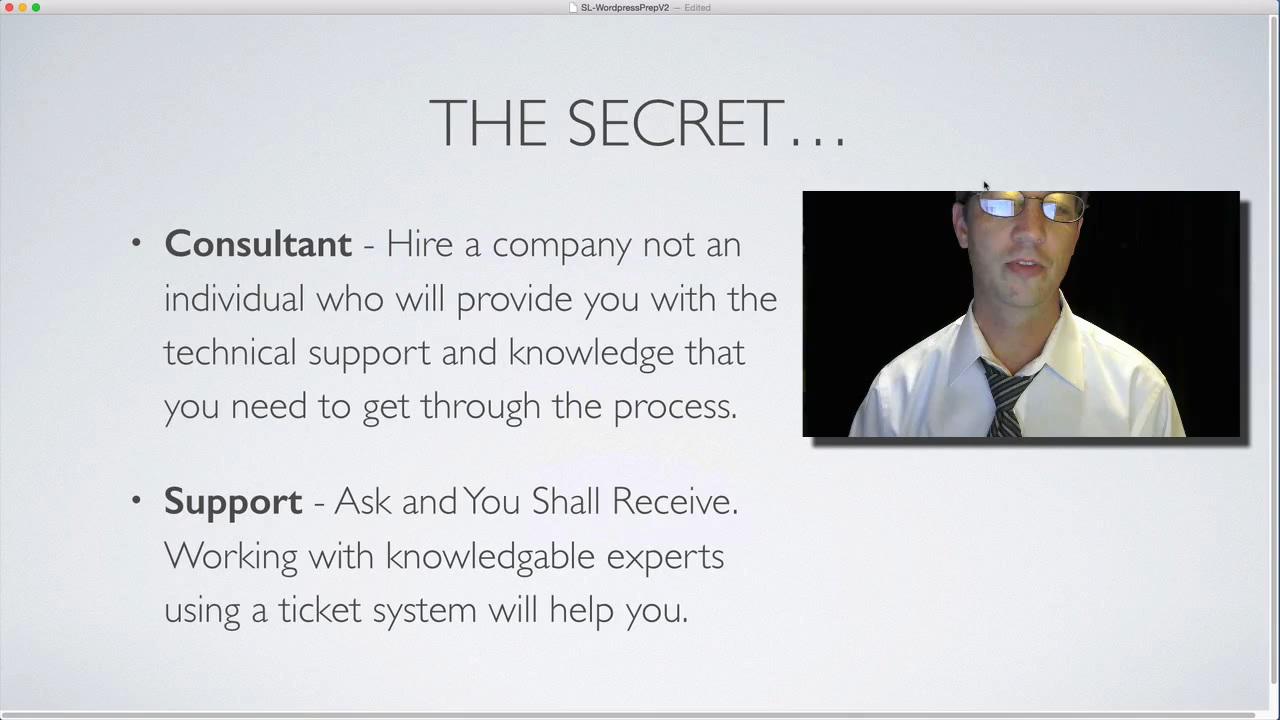 SL-WordpressPrepV2 — Edited
THE SECRET...
• Consultant - Hire a company not an
individual who will provide you with the
technical support and knowledge that
you need to get through the process.
• Support - Ask and You Shall Receive.
Working with knowledgable experts
using a ticket system will help you.